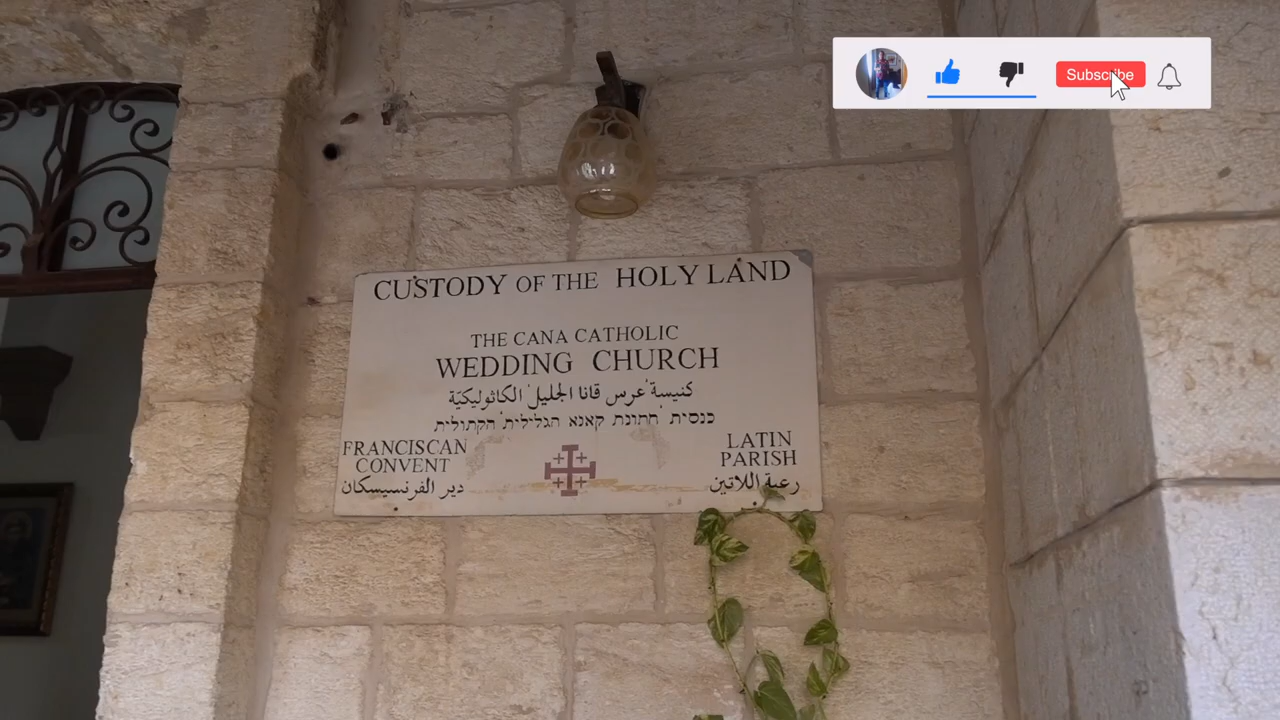 Subscribe
CUSTODY OF THE HOLY LAND
THE CANA CATHOLIC
WEDDING CHURCH
كنيسة عرس قانا الجليل الكاثوليكيّة
כנסית חתונת קאנא הגלילית הקתולית
FRANCISCAN
CONVENT
دير الفرنسيسكان
LATIN
PARISH
رعية اللاتين